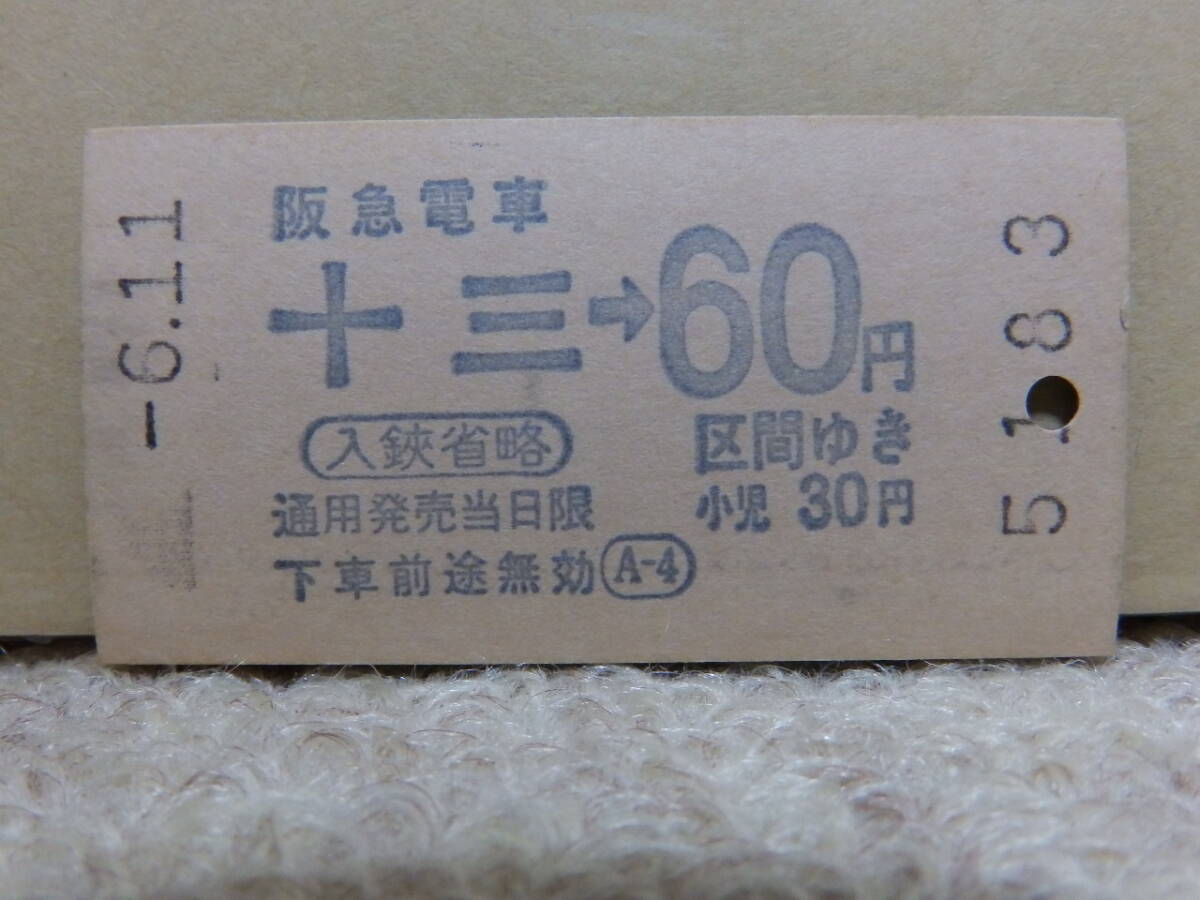 阪急電車
十三→60円
区間ゆき
小児 30円
入鋏省略
通用発売当日限
下車前途無効 A-4
-6.11
5183